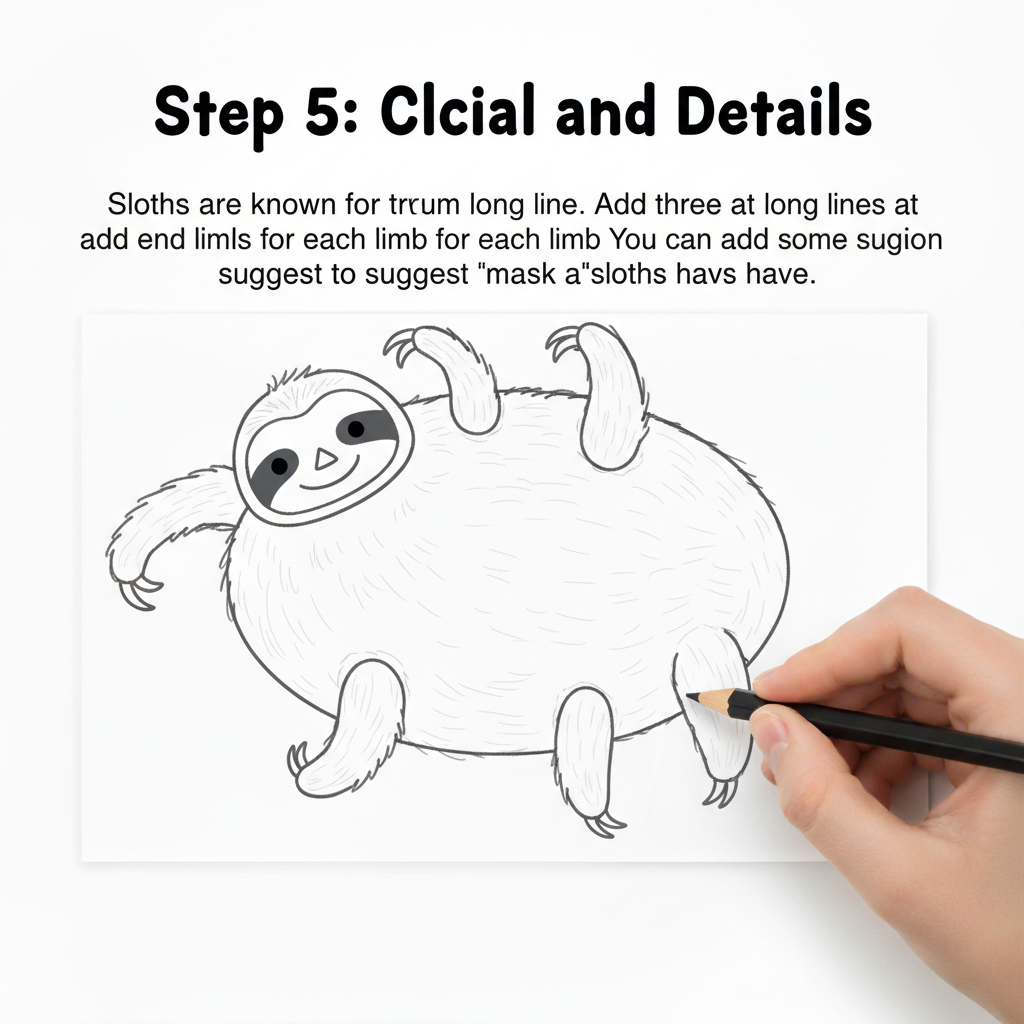 Step 5: Clcial and Details
Sloths are known for trcum long line. Add three at long lines at
add end limls for each limb for each limb You can add some sugion
suggest to suggest "mask a"sloths havs have.